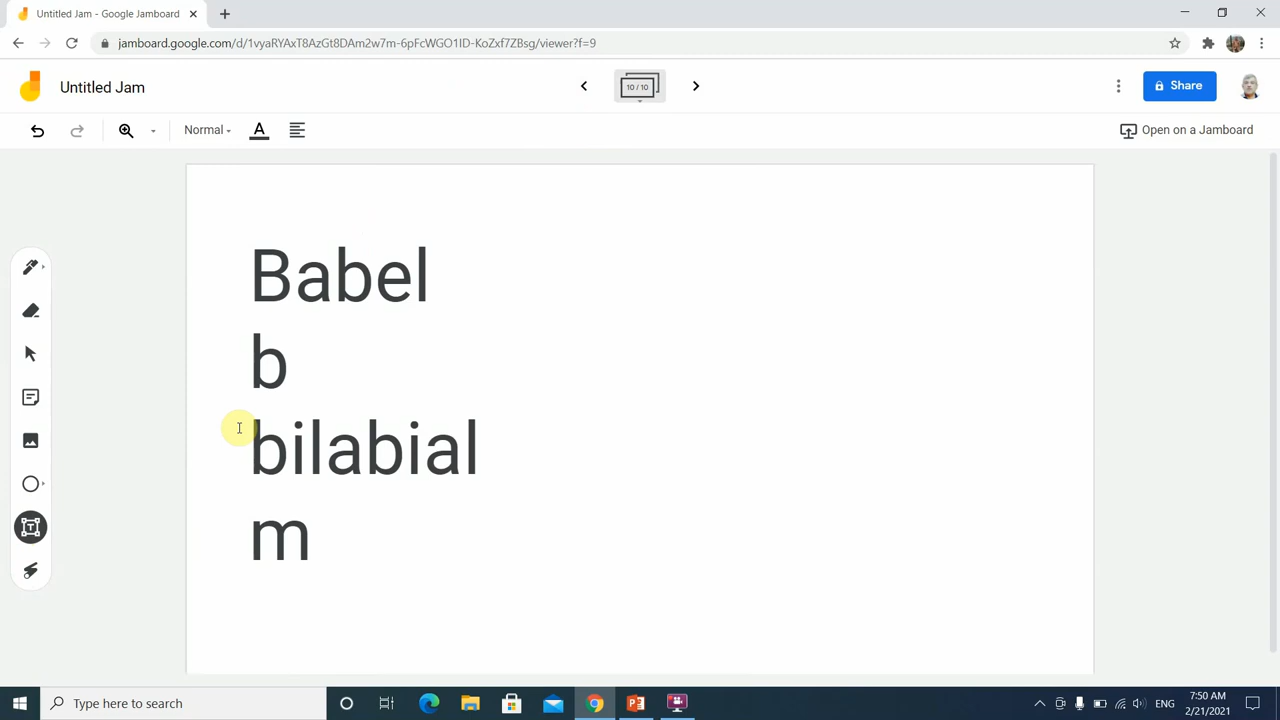 Untitled Jam - Google Jamboard
jamboard.google.com/d/1vyaRYAxT8AzGt8DAm2w7m-6pFcWGO1ID-KoZxf7ZBsg/viewer?f=9
Untitled Jam
10 / 10
Share
Normal
A
Open on a Jamboard
Babel
b
bilabial
m
T
Type here to search
ENG
7:50 AM
2/21/2021